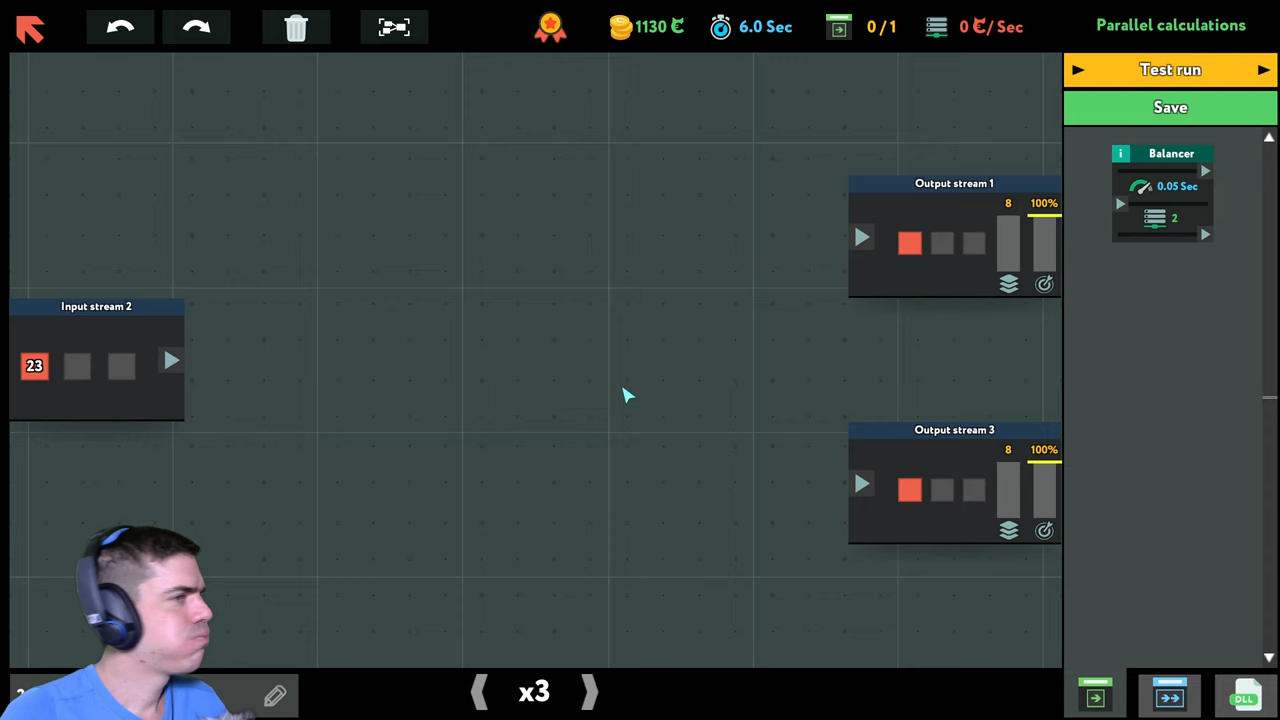 1130 €
6.0 Sec
0 / 1
0 €/ Sec
Parallel calculations
Test run
Save
i
Balancer
0.05 Sec
2
Output stream 1
8
100%
Input stream 2
23
Output stream 3
8
100%
x3
DLL